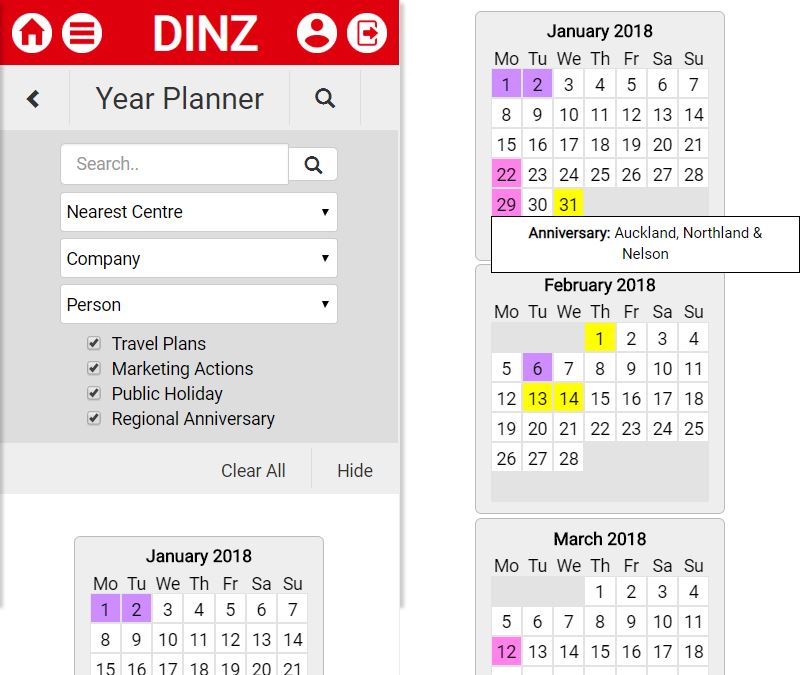 DINZ
Year Planner
Search..
Nearest Centre
Company
Person
Travel Plans
Marketing Actions
Public Holiday
Regional Anniversary
Clear All Hide
January 2018
Mo Tu We Th Fr Sa Su
1 2 3 4 5 6 7
8 9 10 11 12 13 14
15 16 17 18 19 20 21
January 2018
Mo Tu We Th Fr Sa Su
1 2 3 4 5 6 7
8 9 10 11 12 13 14
15 16 17 18 19 20 21
22 23 24 25 26 27 28
29 30 31
Anniversary: Auckland, Northland &
Nelson
February 2018
Mo Tu We Th Fr Sa Su
1 2 3 4
5 6 7 8 9 10 11
12 13 14 15 16 17 18
19 20 21 22 23 24 25
26 27 28
March 2018
Mo Tu We Th Fr Sa Su
1 2 3 4
5 6 7 8 9 10 11
12 13 14 15 16 17 18